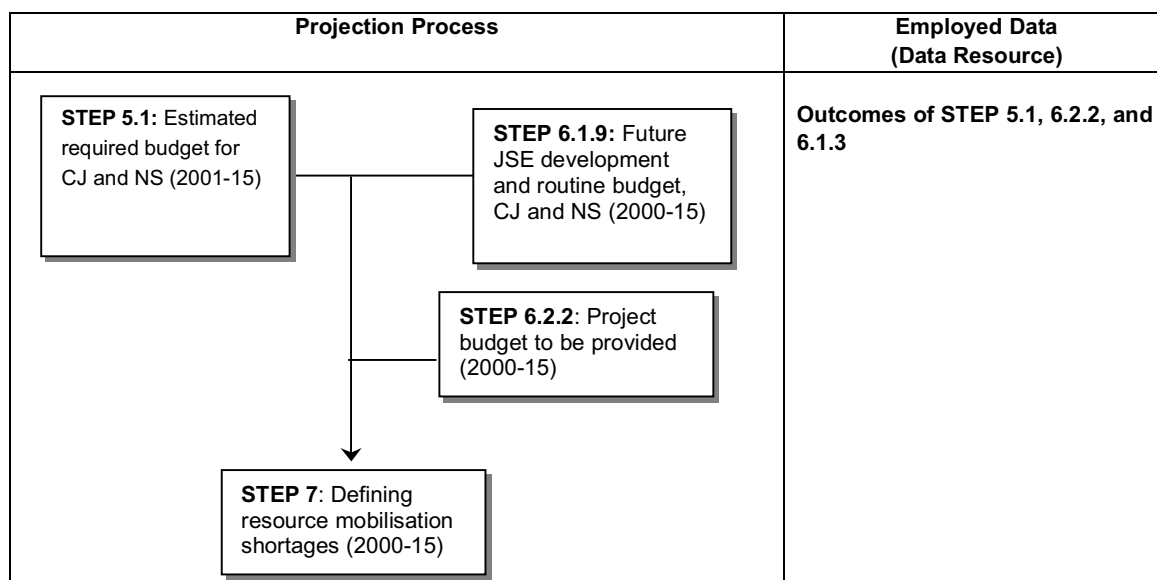 Projection Process
Employed Data
(Data Resource)
STEP 5.1: Estimated
required budget for
CJ and NS (2001-15)
STEP 6.1.9: Future
JSE development
and routine budget,
CJ and NS (2000-15)
Outcomes of STEP 5.1, 6.2.2, and
6.1.3
STEP 6.2.2: Project
budget to be provided
(2000-15)
STEP 7: Defining
resource mobilisation
shortages (2000-15)